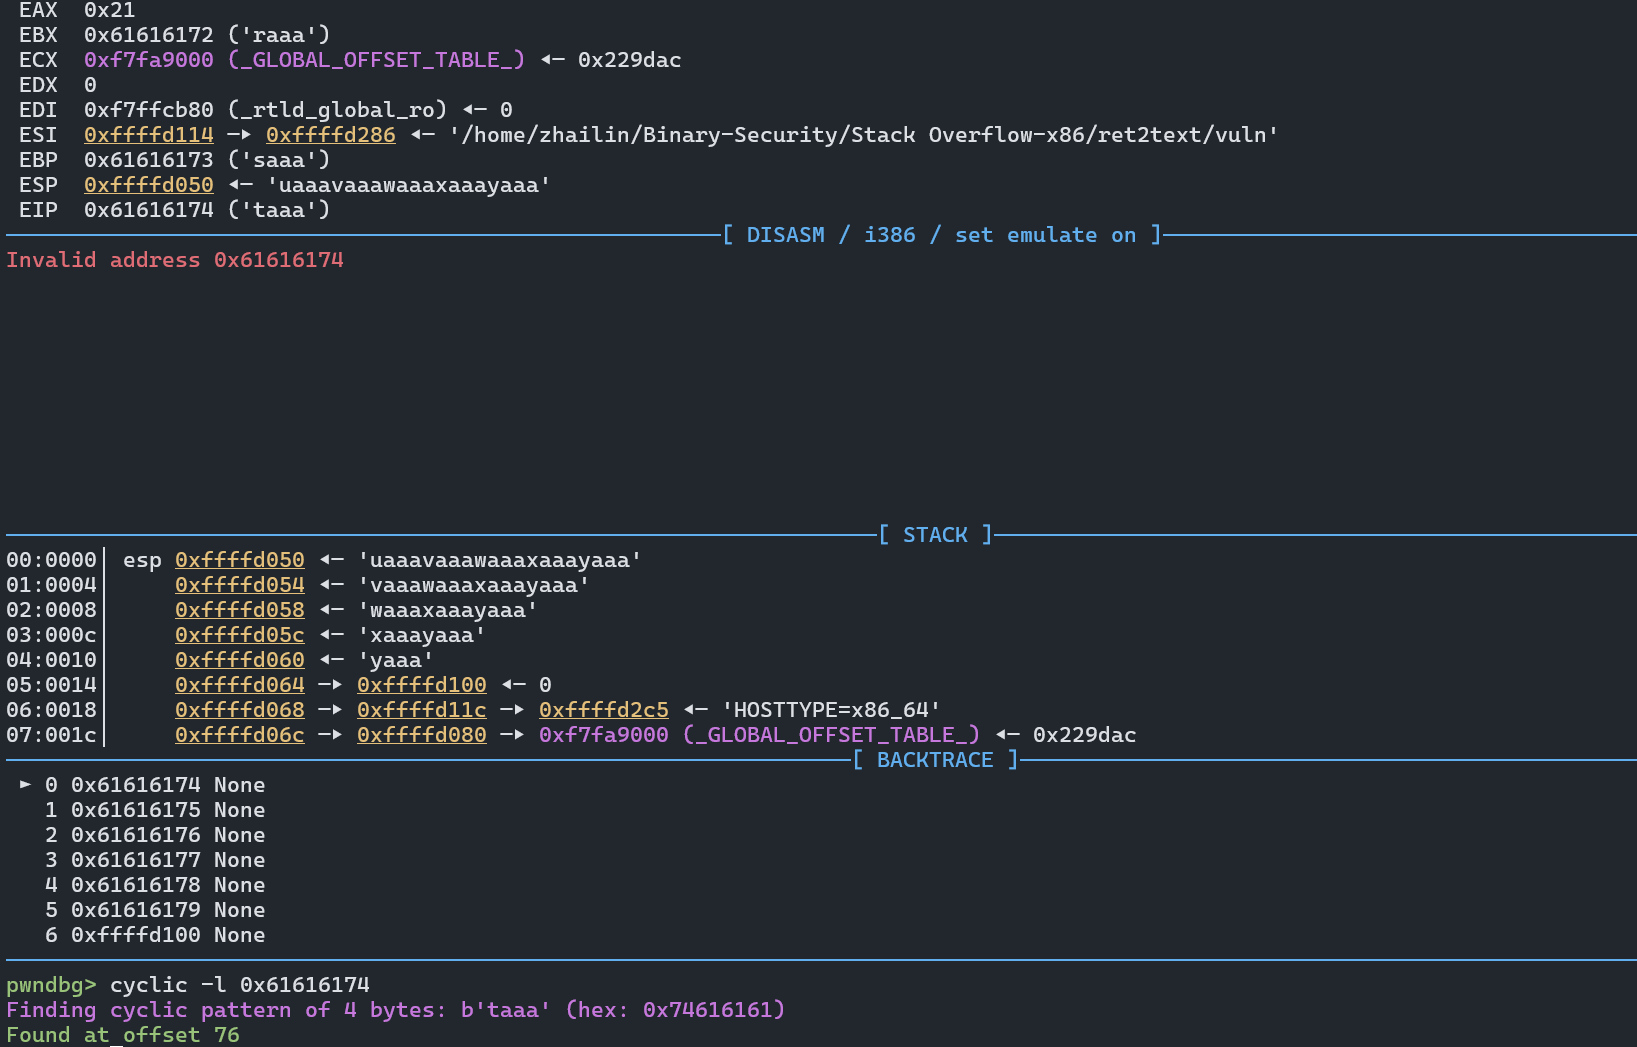 EAX  0x21
EBX  0x61616172 ('raaa')
ECX  0xf7fa9000 (_GLOBAL_OFFSET_TABLE_) ◂— 0x229dac
EDX  0
EDI  0xf7ffcb80 (_rtld_global_ro) ◂— 0
ESI  0xffffd114 —▸ 0xffffd286 ◂— '/home/zhailin/Binary-Security/Stack Overflow-x86/ret2text/vuln'
EBP  0x61616173 ('saaa')
ESP  0xffffd050 ◂— 'uaaavaaawaaaxaaayaaa'
EIP  0x61616174 ('taaa')
[ DISASM / i386 / set emulate on ]
Invalid address 0x61616174
[ STACK ]
00:0000│ esp 0xffffd050 ◂— 'uaaavaaawaaaxaaayaaa'
01:0004│     0xffffd054 ◂— 'vaaawaaaxaaayaaa'
02:0008│     0xffffd058 ◂— 'waaaxaaayaaa'
03:000c│     0xffffd05c ◂— 'xaaayaaa'
04:0010│     0xffffd060 ◂— 'yaaa'
05:0014│     0xffffd064 —▸ 0xffffd100 ◂— 0
06:0018│     0xffffd068 —▸ 0xffffd11c —▸ 0xffffd2c5 ◂— 'HOSTTYPE=x86_64'
07:001c│     0xffffd06c —▸ 0xffffd080 —▸ 0xf7fa9000 (_GLOBAL_OFFSET_TABLE_) ◂— 0x229dac
[ BACKTRACE ]
► 0 0x61616174 None
1 0x61616175 None
2 0x61616176 None
3 0x61616177 None
4 0x61616178 None
5 0x61616179 None
6 0xffffd100 None
pwndbg> cyclic -l 0x61616174
Finding cyclic pattern of 4 bytes: b'taaa' (hex: 0x74616161)
Found at offset 76